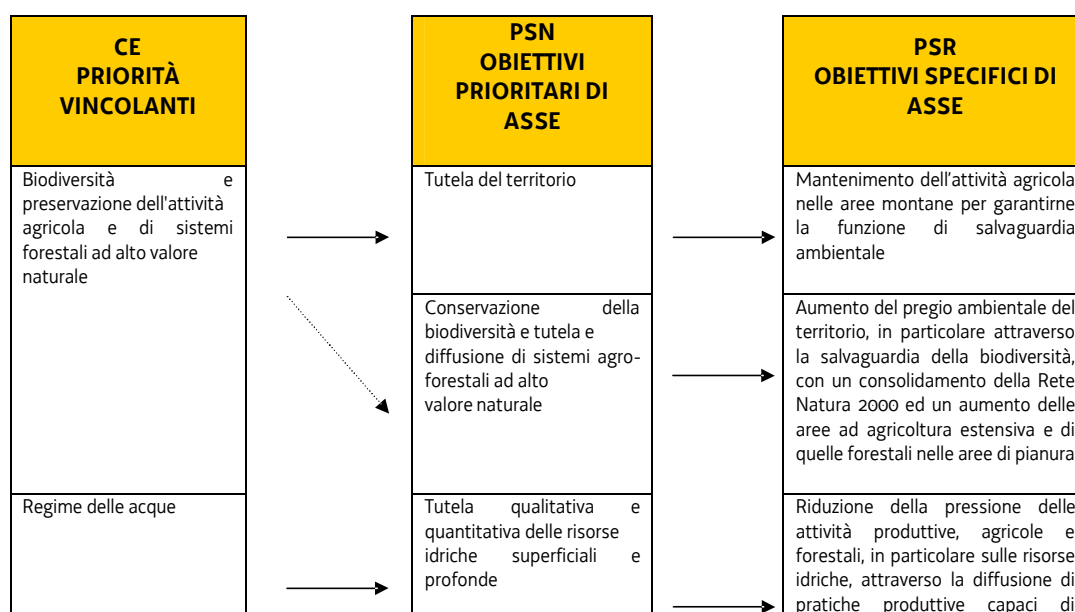 CE
PRIORITÀ
VINCOLANTI
PSN
OBIETTIVI
PRIORITARI DI
ASSE
PSR
OBIETTIVI SPECIFICI DI
ASSE
Biodiversità e
preservazione dell'attività
agricola e di sistemi
forestali ad alto valore
naturale
Tutela del territorio
Mantenimento dell’attività agricola
nelle aree montane per garantirne
la funzione di salvaguardia
ambientale
Conservazione della
biodiversità e tutela e
diffusione di sistemi agro-
forestali ad alto
valore naturale
Aumento del pregio ambientale del
territorio, in particolare attraverso
la salvaguardia della biodiversità,
con un consolidamento della Rete
Natura 2000 ed un aumento delle
aree ad agricoltura estensiva e di
quelle forestali nelle aree di pianura
Regime delle acque
Tutela qualitativa e
quantitativa delle risorse
idriche superficiali e
profonde
Riduzione della pressione delle
attività produttive, agricole e
forestali, in particolare sulle risorse
idriche, attraverso la diffusione di
pratiche produttive capaci di